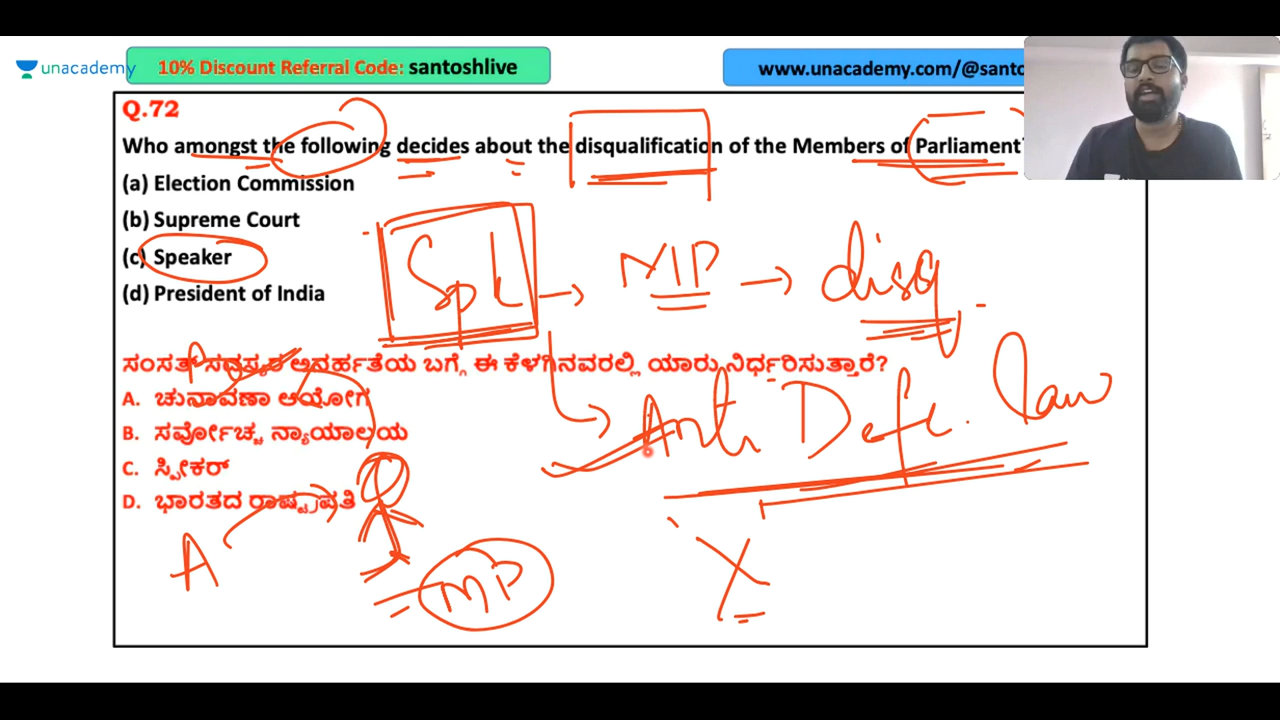 unacademy
10% Discount Referral Code: santoshlive
www.unacademy.com/@santo
Q.72
Who amongst the following decides about the disqualification of the Members of Parliament?
(a) Election Commission
(b) Supreme Court
(c) Speaker
(d) President of India
Spk → MP → disq
ಸಂಸತ್ ಸದಸ್ಯರ ಅನರ್ಹತೆಯ ಬಗ್ಗೆ ಈ ಕೆಳಗಿನವರಲ್ಲಿ ಯಾರು ನಿರ್ಧರಿಸುತ್ತಾರೆ?
A. ಚುನಾವಣಾ ಆಯೋಗ
Anti Defe. law
B. ಸರ್ವೋಚ್ಚ ನ್ಯಾಯಾಲಯ
C. ಸ್ಪೀಕರ್
D. ಭಾರತದ ರಾಷ್ಟ್ರಪತಿ
A
MP
X